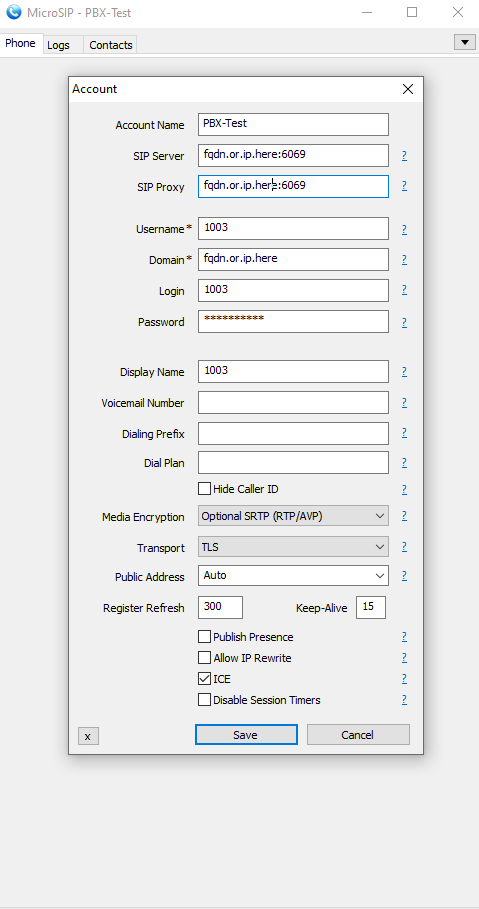 MicroSIP - PBX-Test
Phone Logs Contacts
Account
Account Name PBX-Test
SIP Server fqdn.or.ip.here:6069 ?
SIP Proxy fqdn.or.ip.here:6069 ?
Username* 1003 ?
Domain* fqdn.or.ip.here ?
Login 1003 ?
Password ********** ?
Display Name 1003 ?
Voicemail Number ?
Dialing Prefix ?
Dial Plan ?
Hide Caller ID ?
Media Encryption Optional SRTP (RTP/AVP) ?
Transport TLS ?
Public Address Auto ?
Register Refresh 300 Keep-Alive 15 ?
Publish Presence ?
Allow IP Rewrite ?
ICE ?
Disable Session Timers ?
x Save Cancel